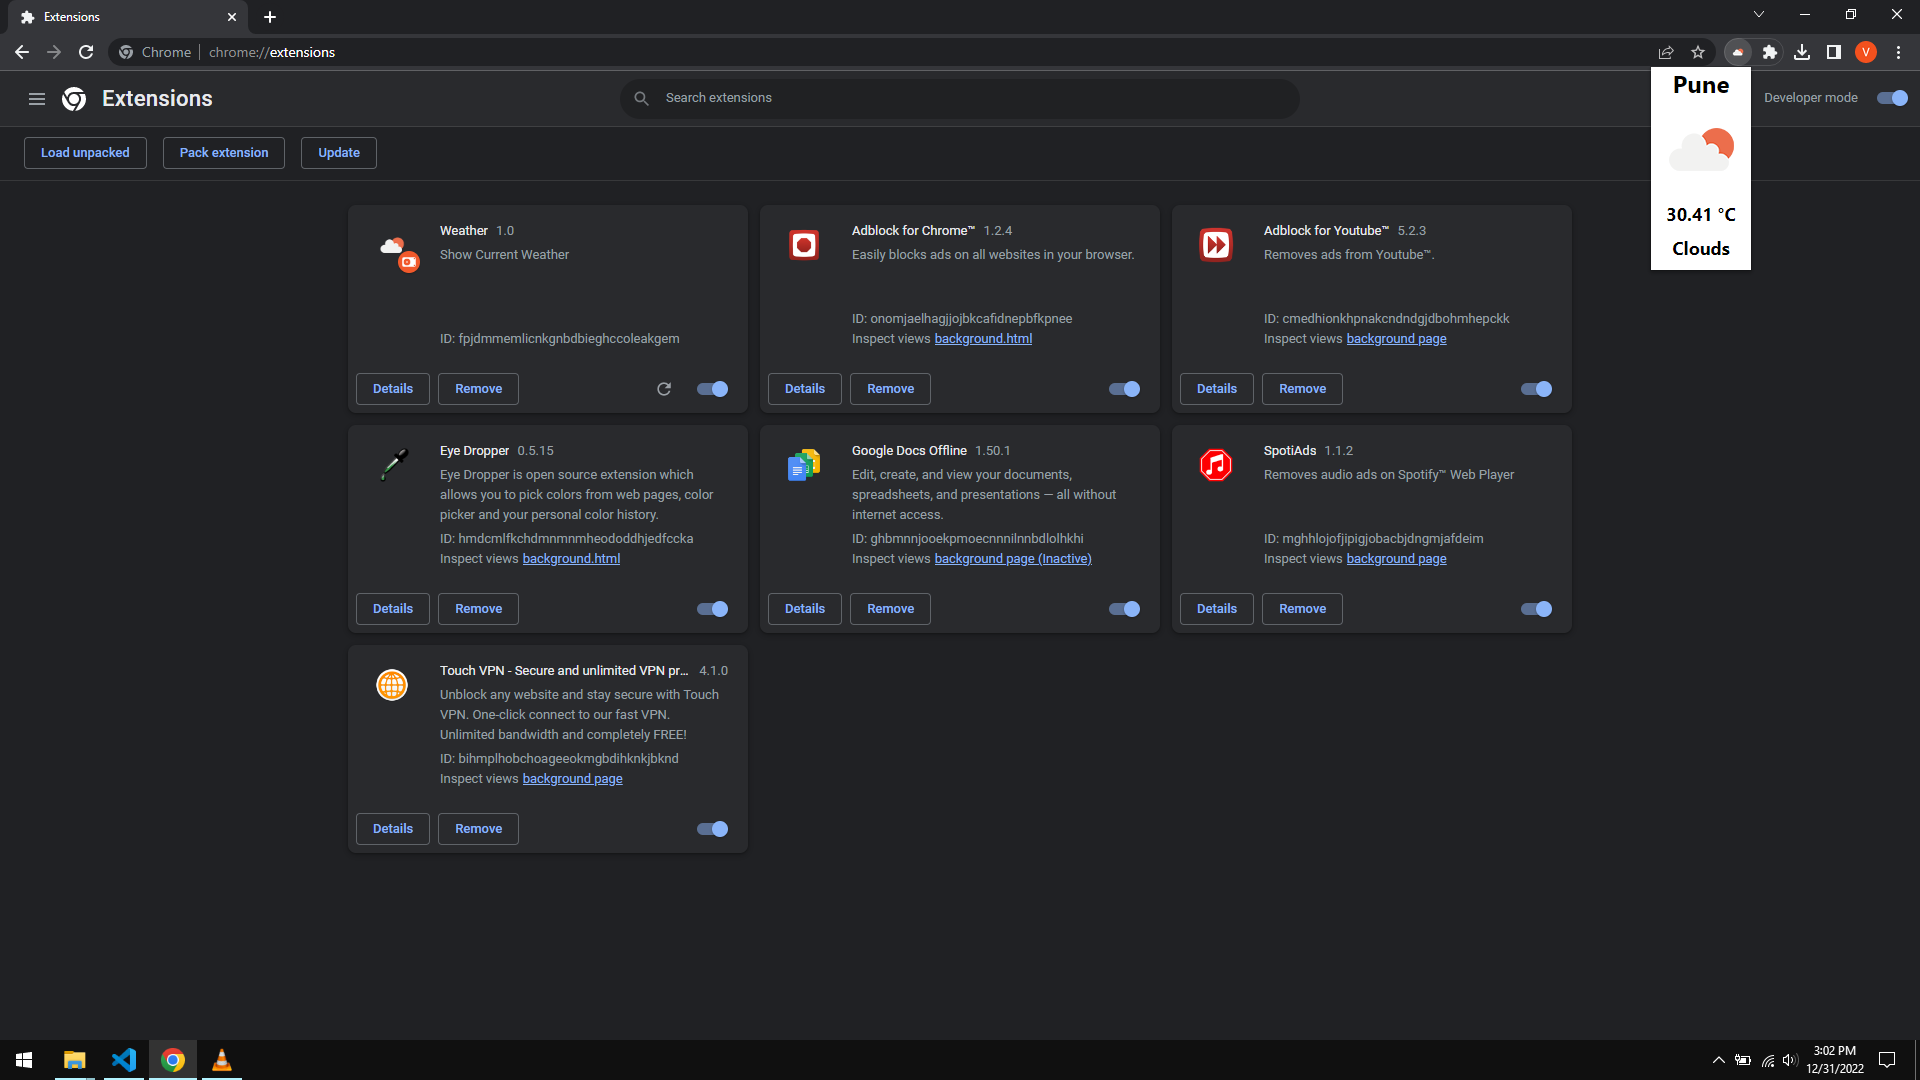 Extensions
Chrome chrome://extensions
V
Extensions
Search extensions
Developer mode
Pune
30.41 °C
Clouds
Load unpacked
Pack extension
Update
Weather 1.0
Show Current Weather
ID: fpjdmmemlicnkgnbdbieghccoleakgem
Details
Remove
Adblock for Chrome™ 1.2.4
Easily blocks ads on all websites in your browser.
ID: onomjaelhagjjojbkcafidnepbfkpnee
Inspect views background.html
Details
Remove
Adblock for Youtube™ 5.2.3
Removes ads from Youtube™.
ID: cmedhionkhpnakcndndgjdbohmhepckk
Inspect views background page
Details
Remove
Eye Dropper 0.5.15
Eye Dropper is open source extension which
allows you to pick colors from web pages, color
picker and your personal color history.
ID: hmdcmlfkchdmnmnmheododdhjedfccka
Inspect views background.html
Details
Remove
Google Docs Offline 1.50.1
Edit, create, and view your documents,
spreadsheets, and presentations — all without
internet access.
ID: ghbmnnjooekpmoecnnnilnnbdlolhkhi
Inspect views background page (Inactive)
Details
Remove
SpotiAds 1.1.2
Removes audio ads on Spotify™ Web Player
ID: mghhlojofjipigjobacbjdngmjafdeim
Inspect views background page
Details
Remove
Touch VPN - Secure and unlimited VPN pr... 4.1.0
Unblock any website and stay secure with Touch
VPN. One-click connect to our fast VPN.
Unlimited bandwidth and completely FREE!
ID: bihmplhobchoageeokmgbdihknkjbknd
Inspect views background page
Details
Remove
3:02 PM
12/31/2022